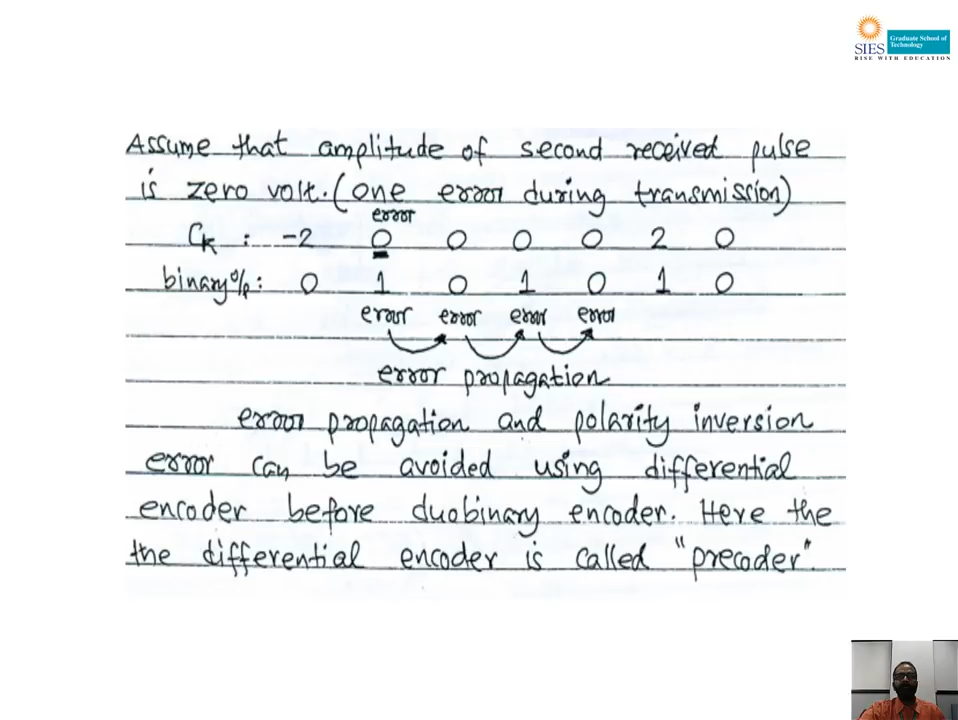 SIES
Graduate School of
Technology
RISE WITH EDUCATION
Assume that amplitude of second received pulse
is zero volt. (one error during transmission)
error
Ck : -2 0 0 0 0 2 0
binary o/p : 0 1 0 1 0 1 0
error error error error
error propagation
error propagation and polarity inversion
error can be avoided using differential
encoder before duobinary encoder. Here the
the differential encoder is called "precoder".